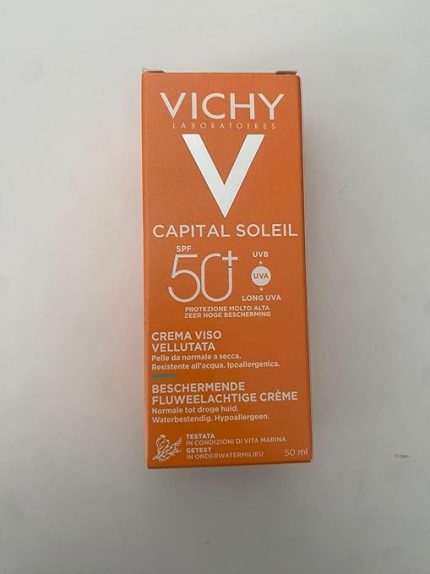 VICHY
LABORATOIRES
CAPITAL SOLEIL
SPF
50+
UVB
+
UVA
+
LONG UVA
PROTEZIONE MOLTO ALTA
ZEER HOGE BESCHERMING
CREMA VISO
VELLUTATA
Pelle da normale a secca.
Resistente all'acqua. Ipoallergenica.
BESCHERMENDE
FLUWEELACHTIGE CRÈME
Normale tot droge huid.
Waterbestendig. Hypoallergeen.
TESTATA
IN CONDIZIONI DI VITA MARINA
GETEST
IN ONDERWATERMILIEU
50 ml